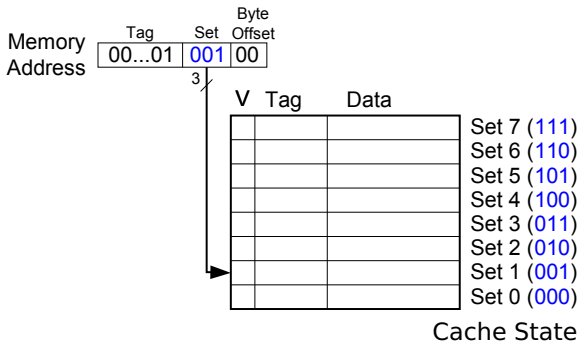 Byte
Tag Set Offset
Memory Address 00...01 001 00
3
V Tag Data
Set 7 (111)
Set 6 (110)
Set 5 (101)
Set 4 (100)
Set 3 (011)
Set 2 (010)
Set 1 (001)
Set 0 (000)
Cache State